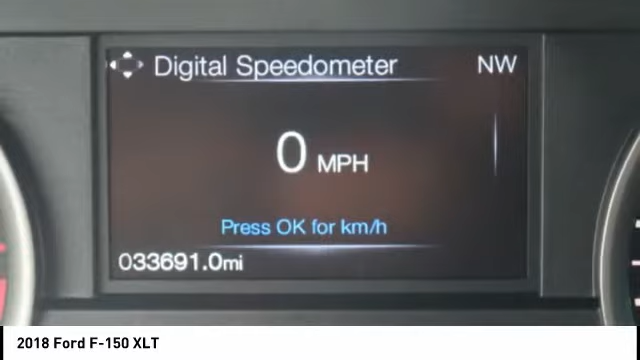 Digital Speedometer NW
0 MPH
Press OK for km/h
033691.0mi
2018 Ford F-150 XLT